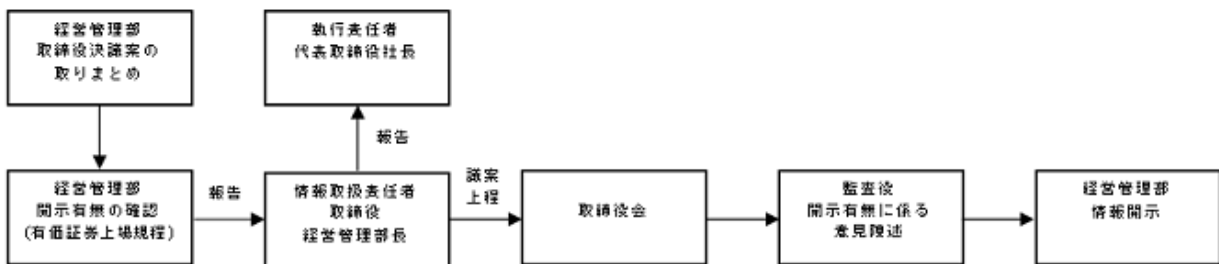 経営管理部
取締役決議案の
取りまとめ
執行責任者
代表取締役社長
報告
経営管理部
開示有無の確認
(有価証券上場規程)
報告
情報取扱責任者
取締役
経営管理部長
議案
上程
取締役会
監査役
開示有無に係る
意見陳述
経営管理部
情報開示